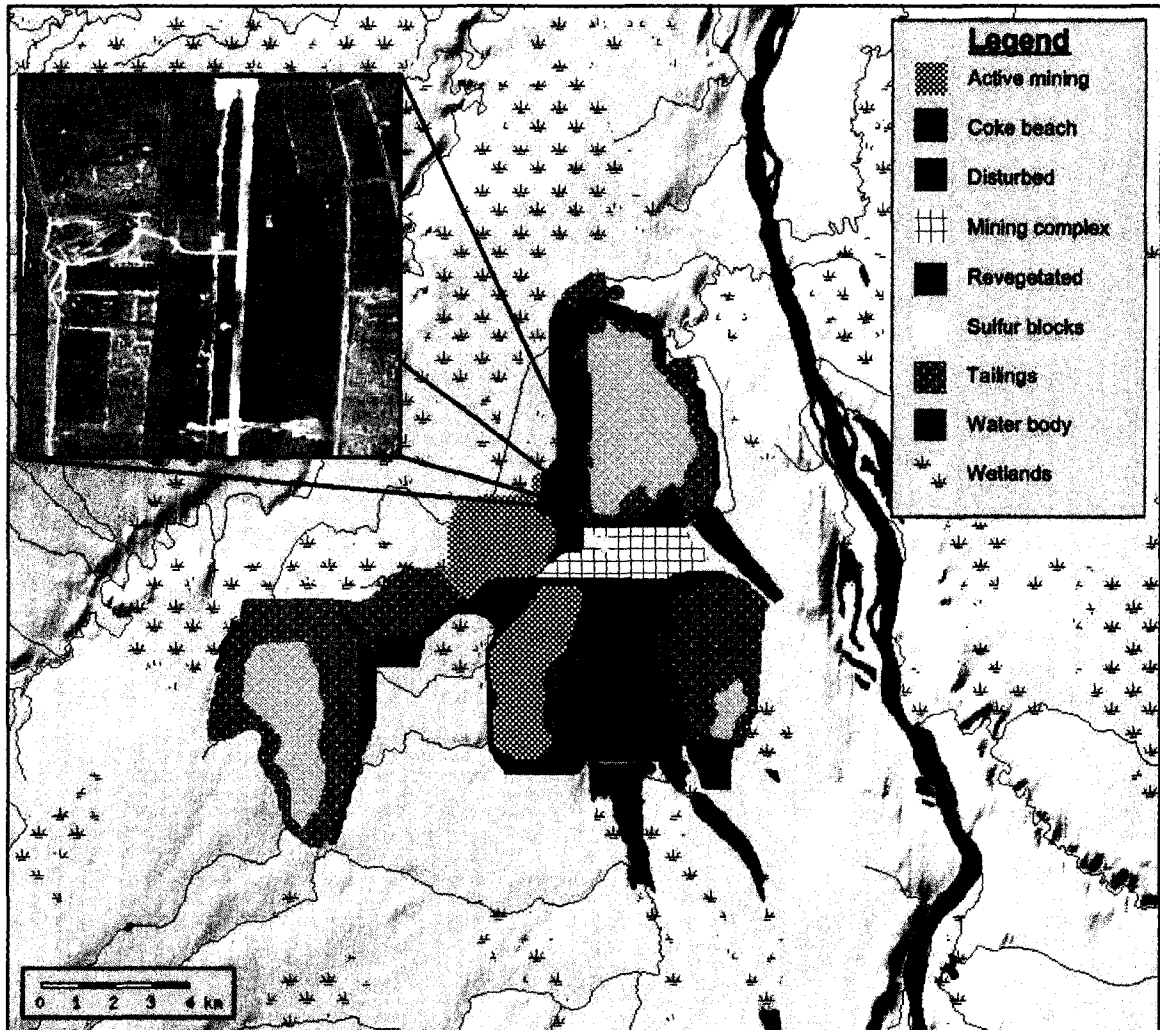 Legend
Active mining
Coke beach
Disturbed
Mining complex
Revegetated
Sulfur blocks
Tailings
Water body
Wetlands
0 1 2 3 4 km